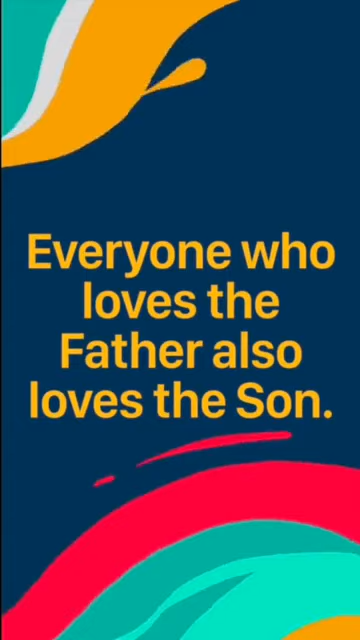 Everyone who
loves the
Father also
loves the Son.